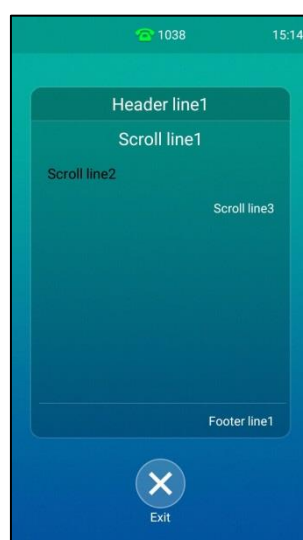 1038 15:14
Header line1
Scroll line1
Scroll line2
Scroll line3
Footer line1
Exit